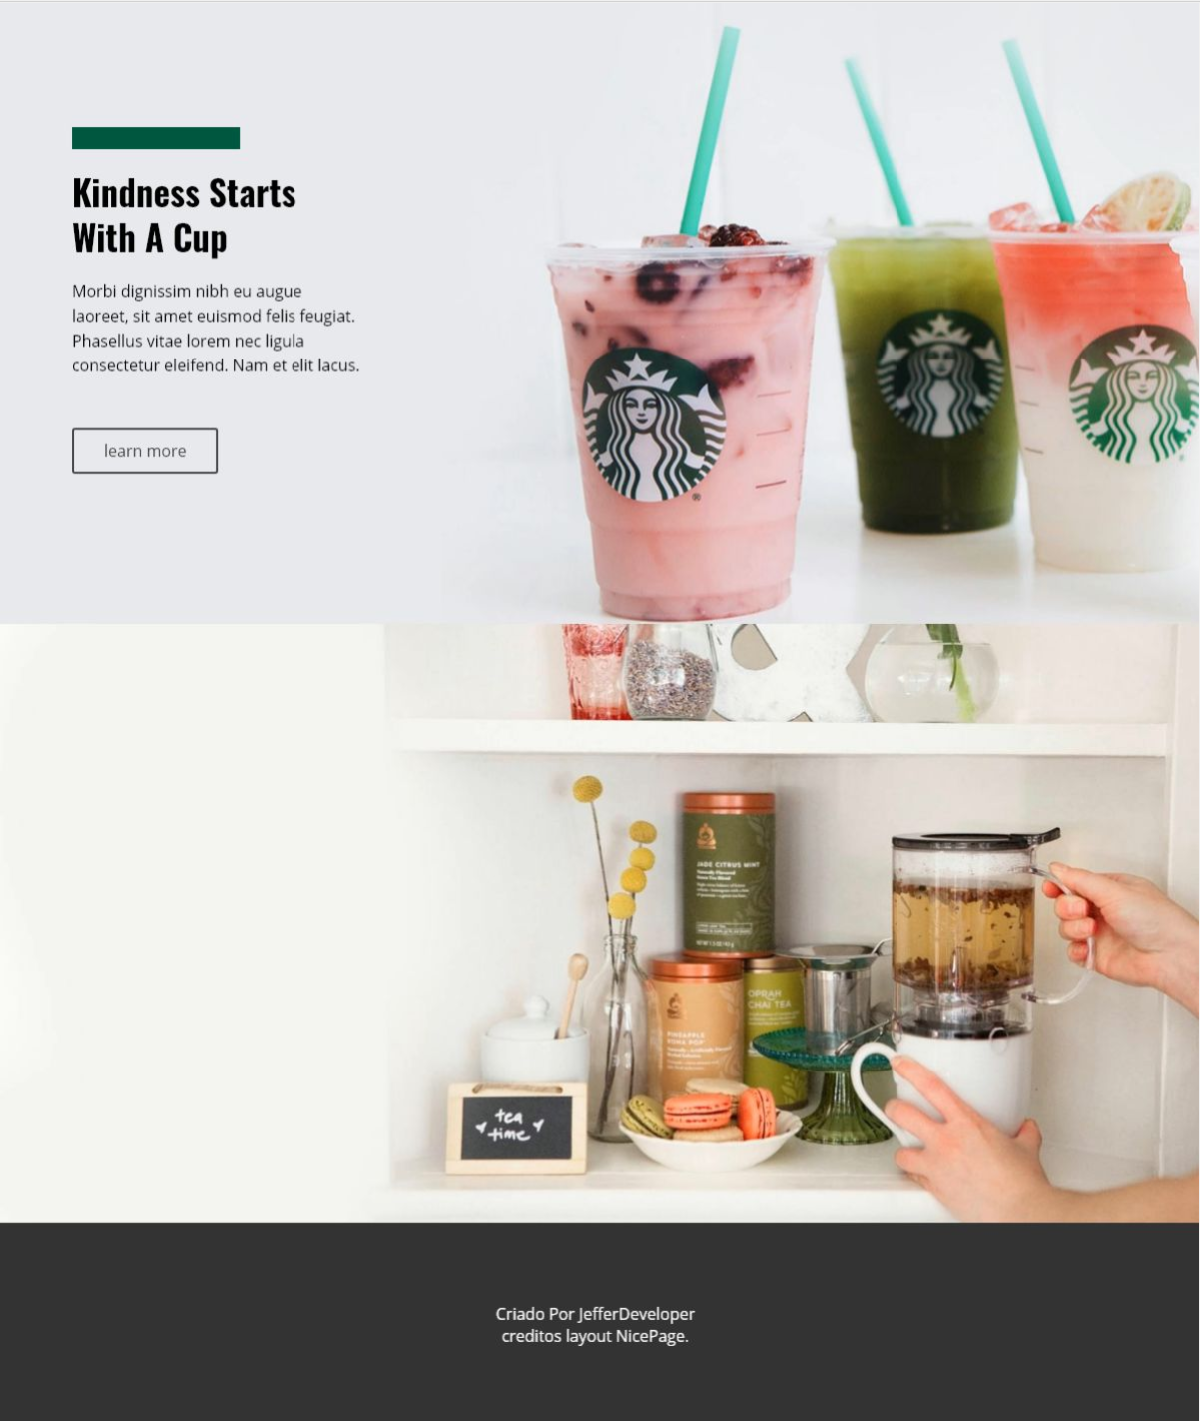 Kindness Starts
With A Cup
Morbi dignissim nibh eu augue
laoreet, sit amet euismod felis feugiat.
Phasellus vitae lorem nec ligula
consectetur eleifend. Nam et elit lacus.
learn more
®
JADE CITRUS MINT
OPRAH
CHAI TEA
PINEAPPLE
KONA POP
tea
time
Criado Por JefferDeveloper
creditos layout NicePage.